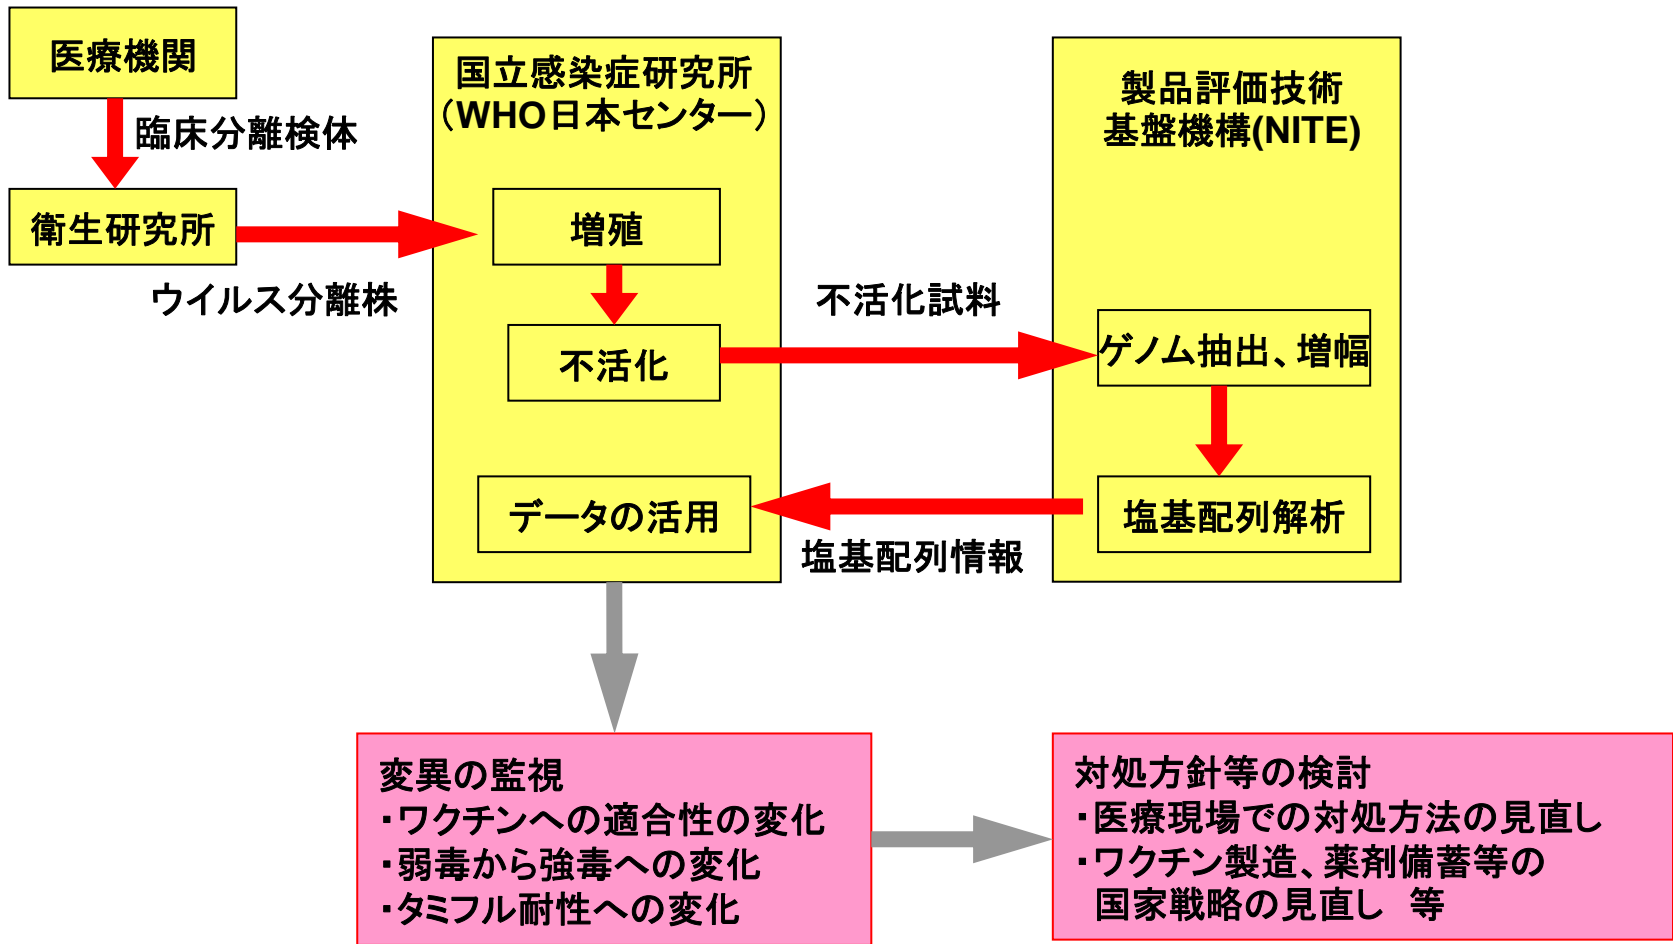 医療機関
臨床分離検体
衛生研究所
ウイルス分離株
国立感染症研究所
（WHO日本センター）
増殖
不活化
データの活用
不活化試料
塩基配列情報
製品評価技術
基盤機構(NITE)
ゲノム抽出、増幅
塩基配列解析
変異の監視
・ワクチンへの適合性の変化
・弱毒から強毒への変化
・タミフル耐性への変化
対処方針等の検討
・医療現場での対処方法の見直し
・ワクチン製造、薬剤備蓄等の
国家戦略の見直し　等